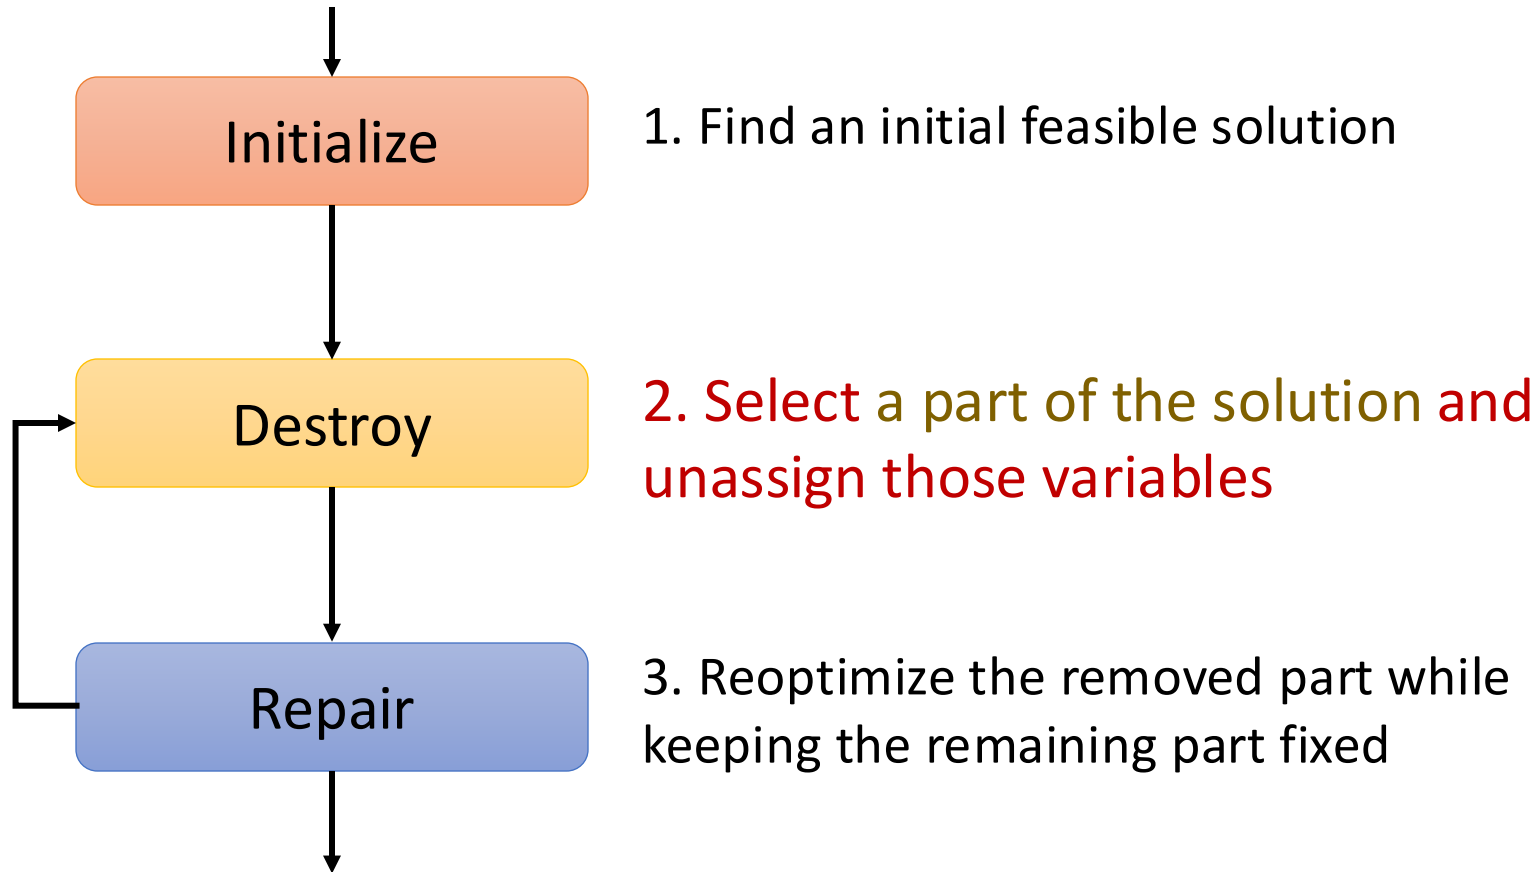 Initialize
1. Find an initial feasible solution
Destroy
2. Select a part of the solution and
unassign those variables
Repair
3. Reoptimize the removed part while
keeping the remaining part fixed